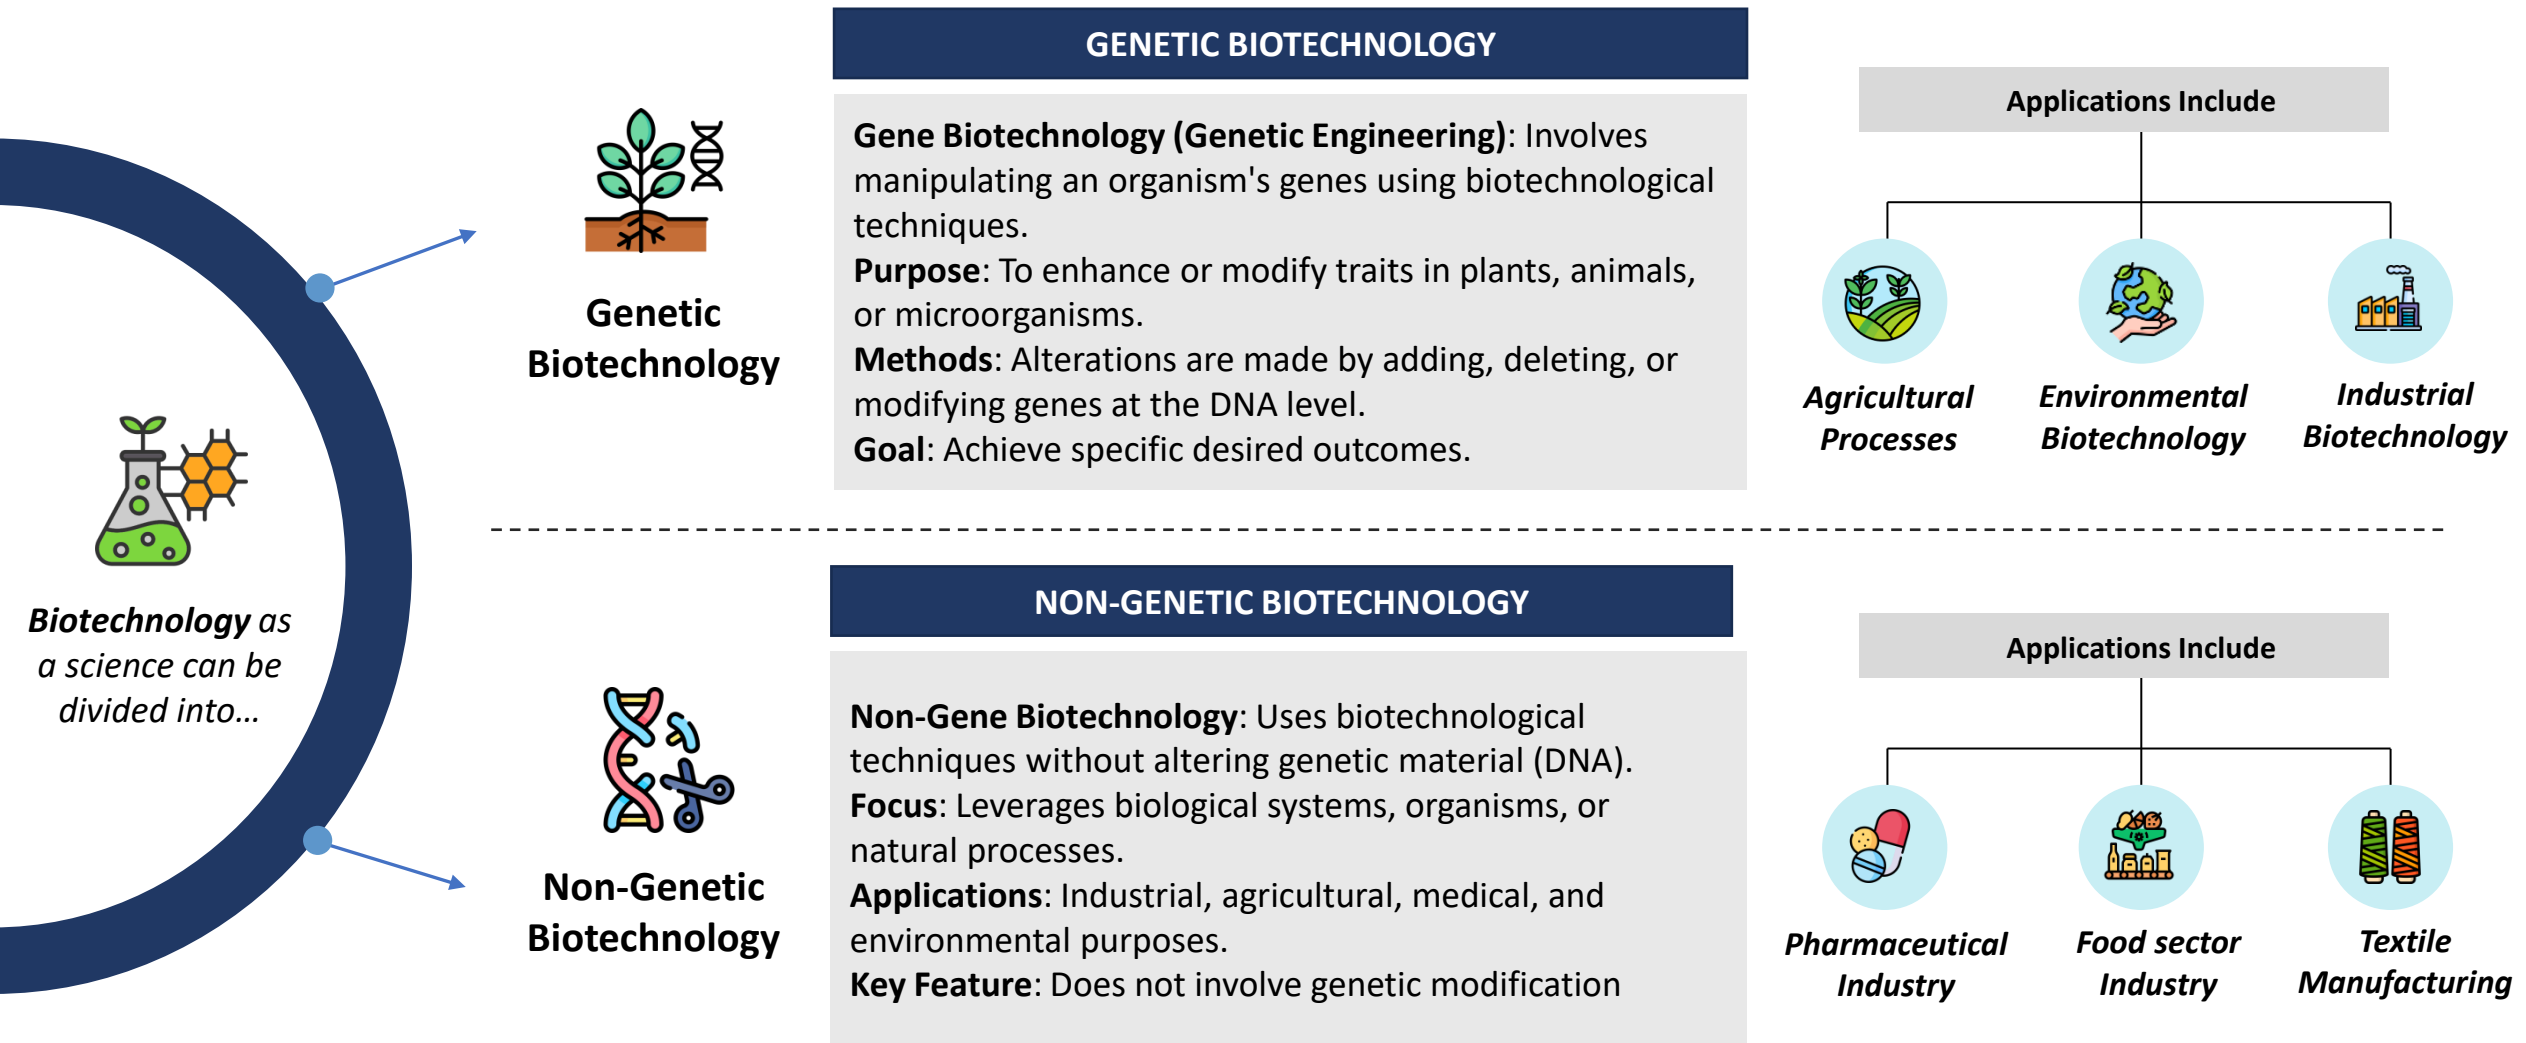 Biotechnology as
a science can be
divided into...
Genetic
Biotechnology
GENETIC BIOTECHNOLOGY
Gene Biotechnology (Genetic Engineering): Involves
manipulating an organism's genes using biotechnological
techniques.
Purpose: To enhance or modify traits in plants, animals,
or microorganisms.
Methods: Alterations are made by adding, deleting, or
modifying genes at the DNA level.
Goal: Achieve specific desired outcomes.
Applications Include
Agricultural
Processes
Environmental
Biotechnology
Industrial
Biotechnology
Non-Genetic
Biotechnology
NON-GENETIC BIOTECHNOLOGY
Non-Gene Biotechnology: Uses biotechnological
techniques without altering genetic material (DNA).
Focus: Leverages biological systems, organisms, or
natural processes.
Applications: Industrial, agricultural, medical, and
environmental purposes.
Key Feature: Does not involve genetic modification
Applications Include
Pharmaceutical
Industry
Food sector
Industry
Textile
Manufacturing